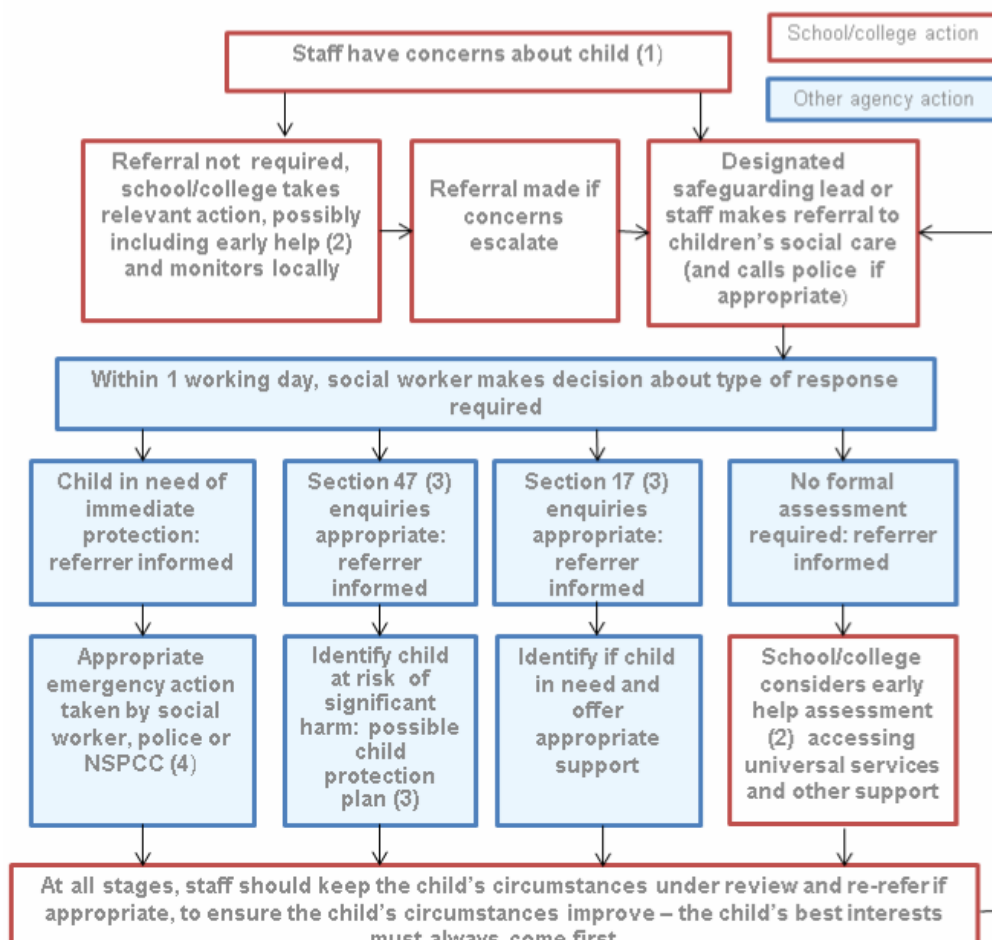 School/college action
Staff have concerns about child (1)
Other agency action
Referral not required,
school/college takes
relevant action, possibly
including early help (2)
and monitors locally
Referral made if
concerns
escalate
Designated
safeguarding lead or
staff makes referral to
children's social care
(and calls police if
appropriate)
Within 1 working day, social worker makes decision about type of response
required
Child in need of
immediate
protection:
referrer informed
Section 47 (3)
enquiries
appropriate:
referrer
informed
Section 17 (3)
enquiries
appropriate:
referrer
informed
No formal
assessment
required: referrer
informed
Appropriate
emergency action
taken by social
worker, police or
NSPCC (4)
Identify child
at risk of
significant
harm: possible
child
protection
plan (3)
Identify if child
in need and
offer
appropriate
support
School/college
considers early
help assessment
(2) accessing
universal services
and other support
At all stages, staff should keep the child's circumstances under review and re-refer if
appropriate, to ensure the child's circumstances improve – the child's best interests
must always come first